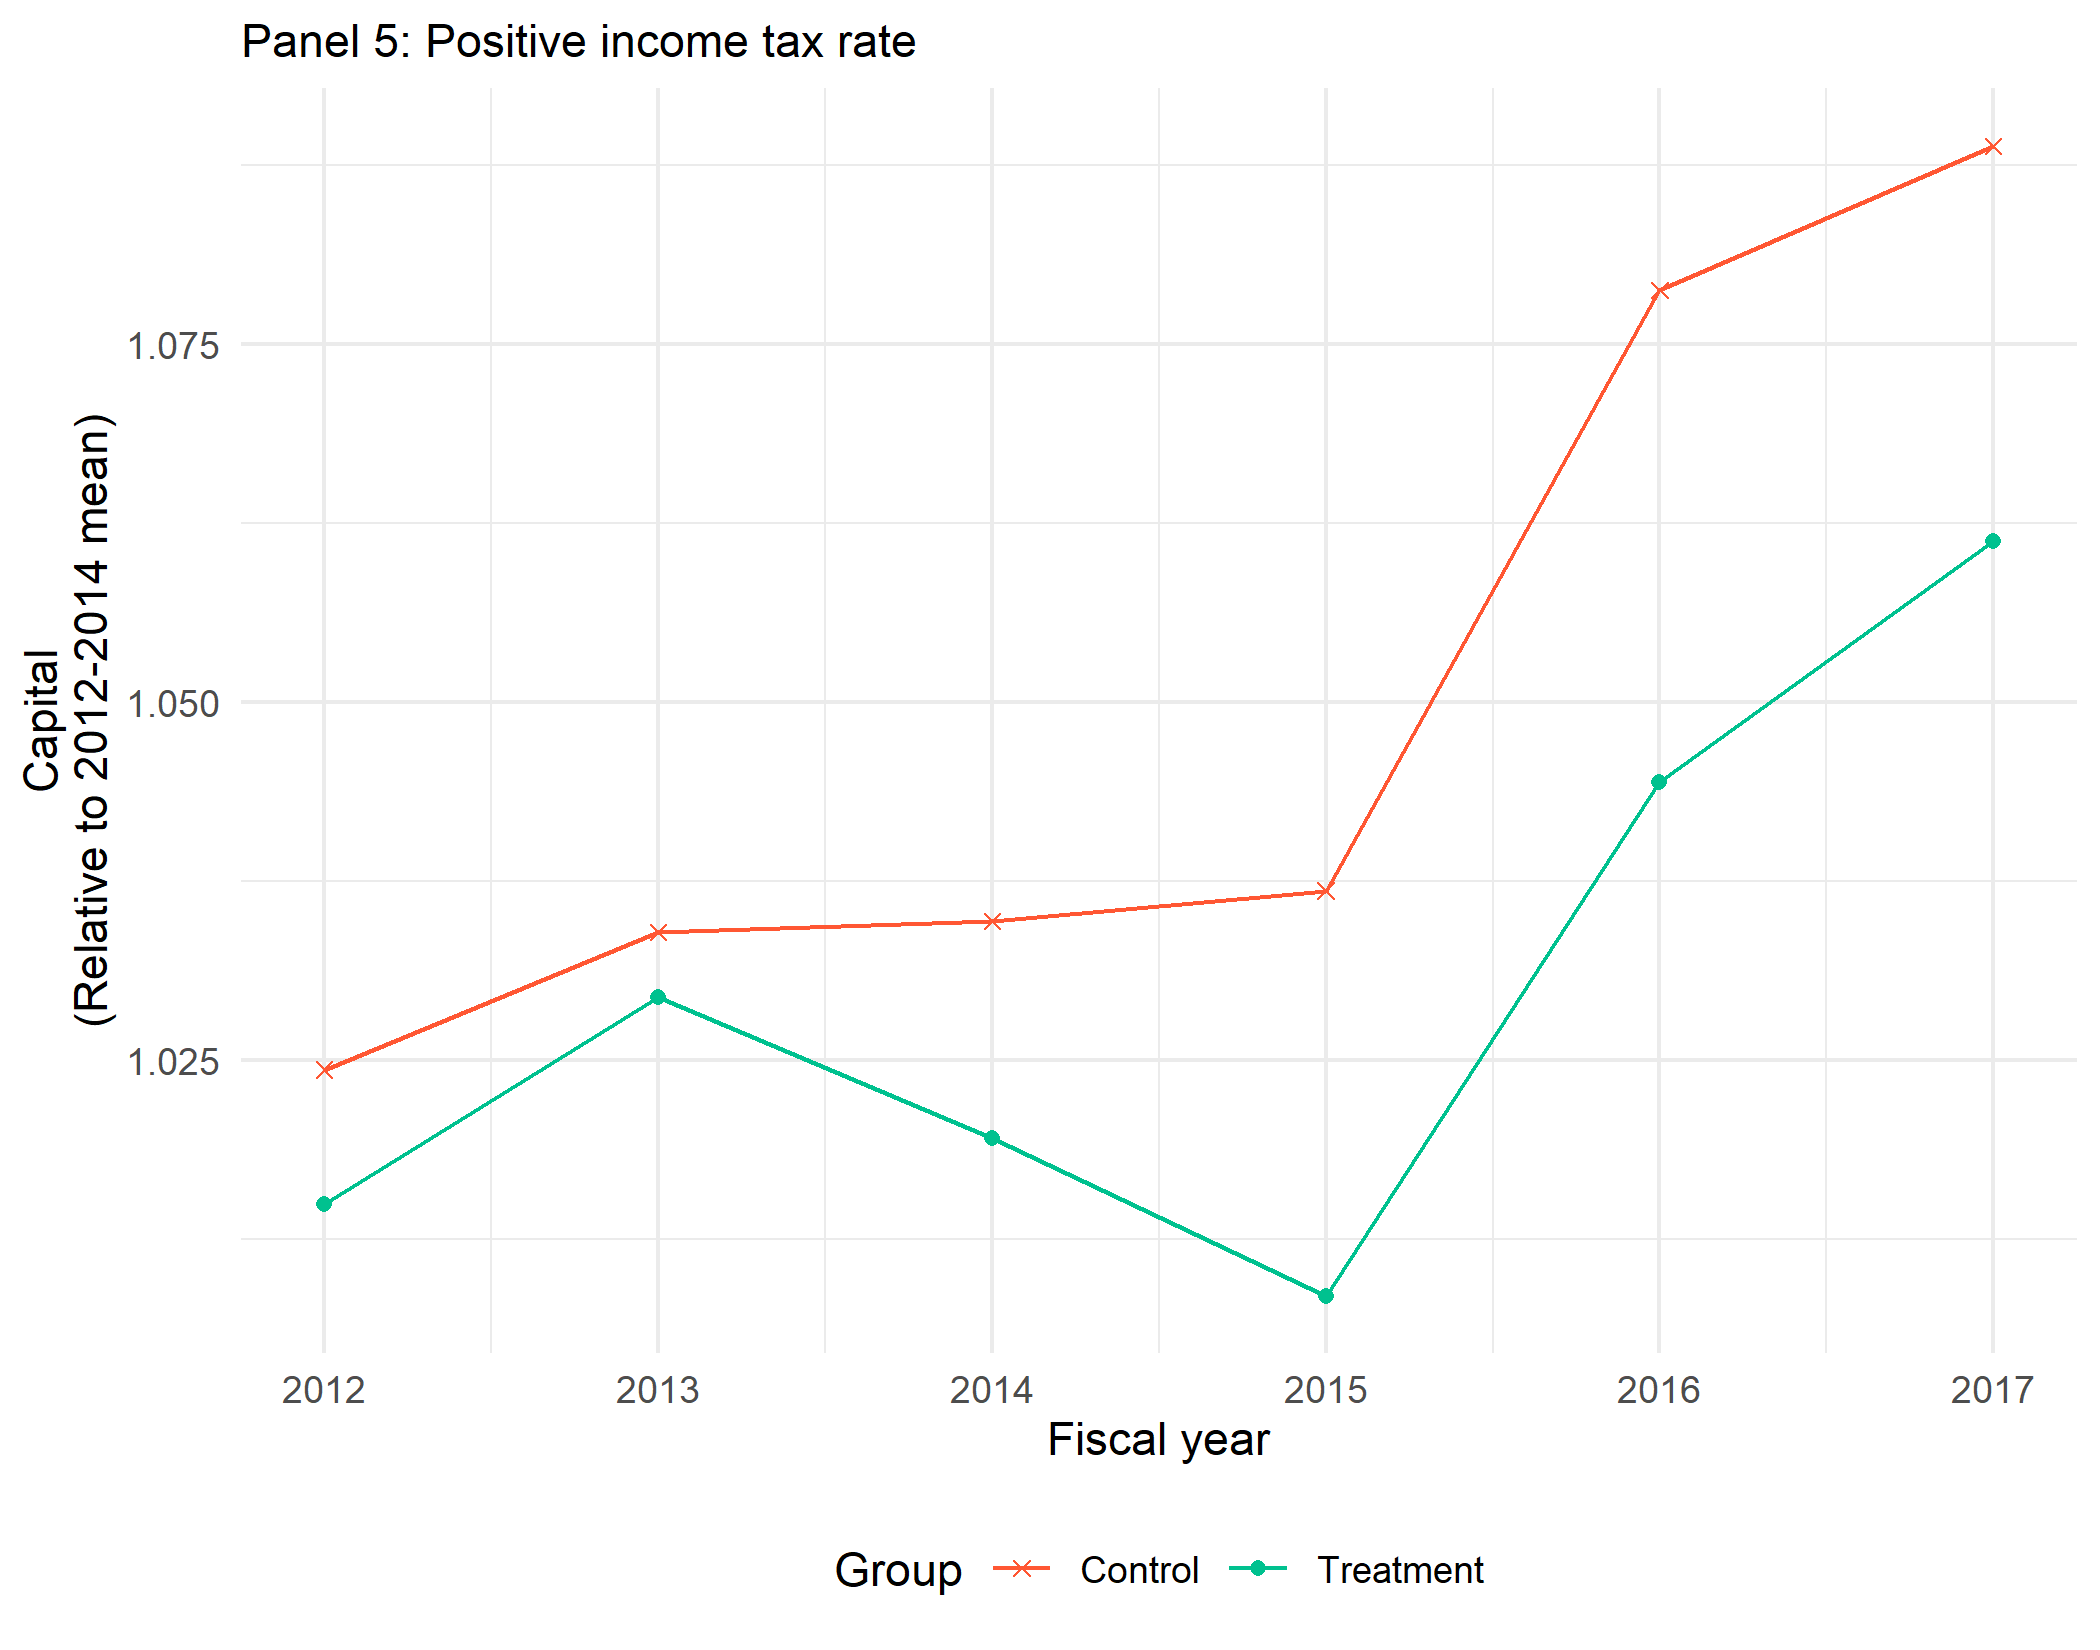 Panel 5: Positive income tax rate
Capital
(Relative to 2012-2014 mean)
1.075
1.050
1.025
2012 2013 2014 2015 2016 2017
Fiscal year
Group Control Treatment